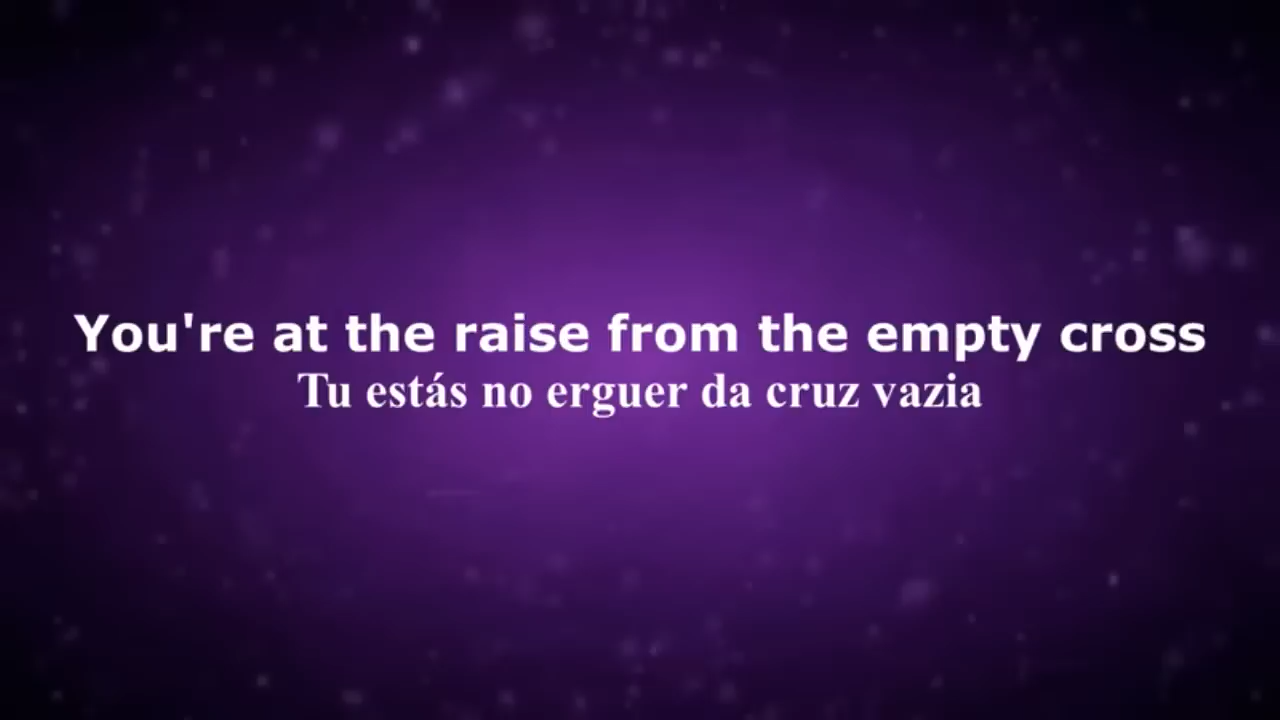 You're at the raise from the empty cross
Tu estás no erguer da cruz vazia